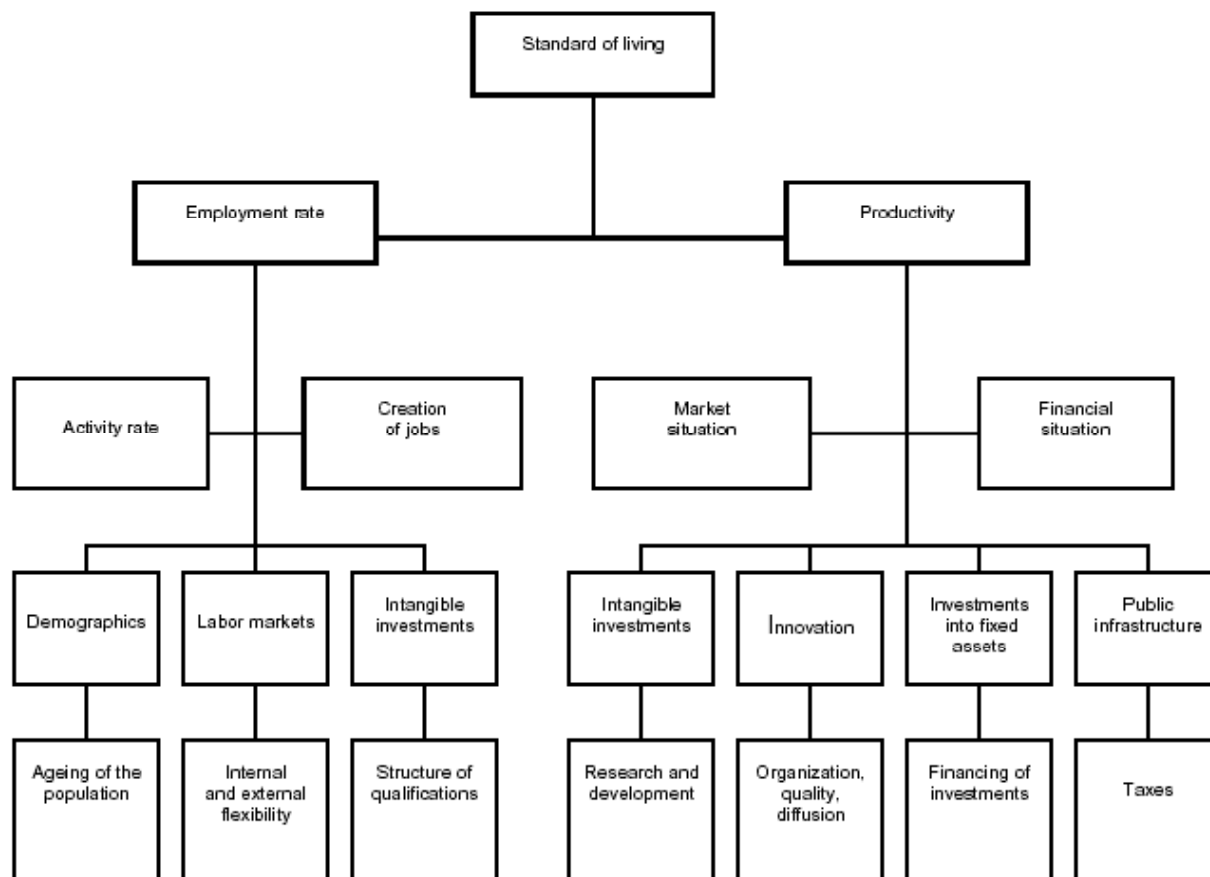 Standard of living
Employment rate
Productivity
Activity rate
Creation
of jobs
Market
situation
Financial
situation
Demographics
Labor markets
Intangible
investments
Intangible
investments
Innovation
Investments
into fixed
assets
Public
infrastructure
Ageing of the
population
Internal
and external
flexibility
Structure of
qualifications
Research and
development
Organization,
quality,
diffusion
Financing of
investments
Taxes